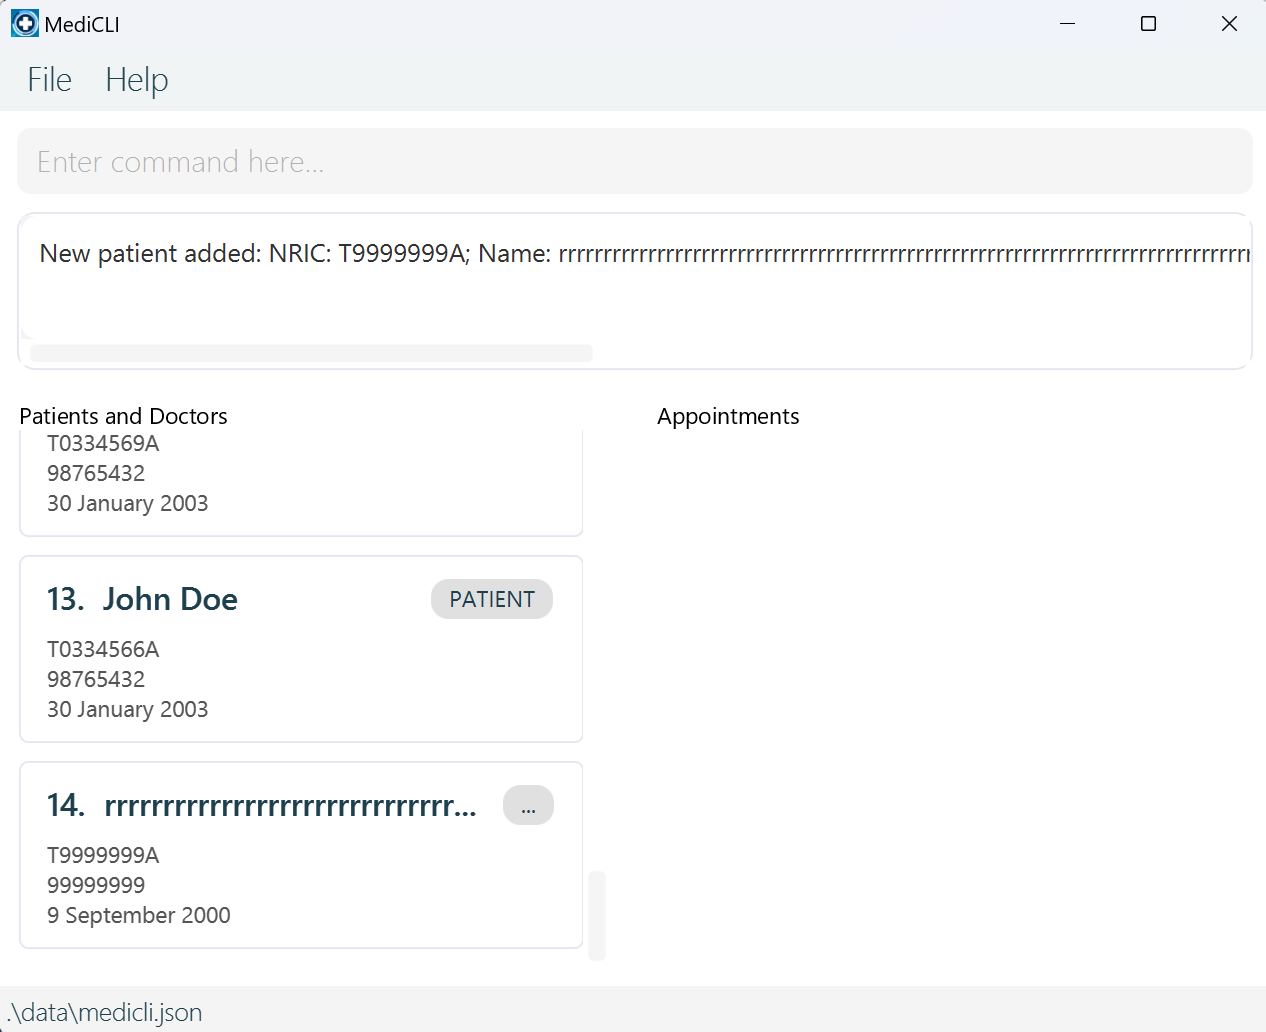 MediCLI
File Help
Enter command here...
New patient added: NRIC: T9999999A; Name: rrrrrrrrrrrrrrrrrrrrrrrrrrrrrrrrrrrrrrrrrrrrrrrrrrrrrrrrrrrrrrrrrrrrrrrrrrrrrr
Patients and Doctors
T0334569A
98765432
30 January 2003
13. John Doe
PATIENT
T0334566A
98765432
30 January 2003
14. rrrrrrrrrrrrrrrrrrrrrrrrrrrrrr...
...
T9999999A
99999999
9 September 2000
Appointments
.\data\medicli.json